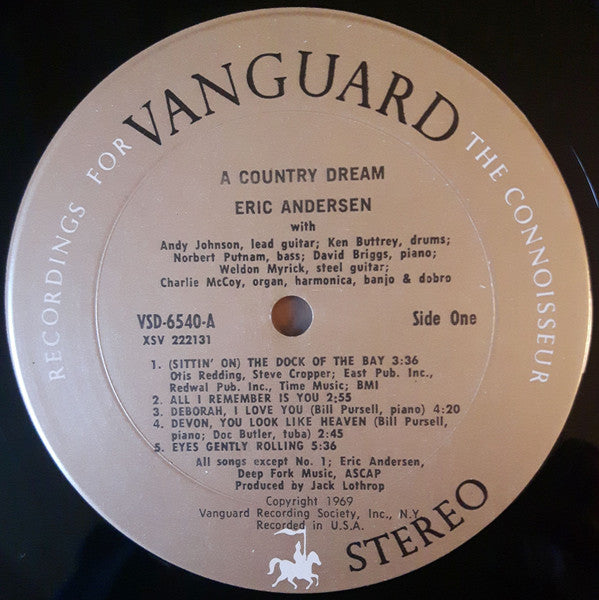 RECORDINGS FOR VANGUARD THE CONNOISSEUR
A COUNTRY DREAM
ERIC ANDERSEN
with
Andy Johnson, lead guitar; Ken Buttrey, drums;
Norbert Putnam, bass; David Briggs, piano;
Weldon Myrick, steel guitar;
Charlie McCoy, organ, harmonica, banjo & dobro
VSD-6540-A Side One
XSV 222131
1. (SITTIN' ON) THE DOCK OF THE BAY 3:36
Otis Redding, Steve Cropper; East Pub. Inc.,
Redwal Pub. Inc., Time Music; BMI
2. ALL I REMEMBER IS YOU 2:55
3. DEBORAH, I LOVE YOU (Bill Pursell, piano) 4:20
4. DEVON, YOU LOOK LIKE HEAVEN (Bill Pursell,
piano; Doc Butler, tuba) 2:45
5. EYES GENTLY ROLLING 5:36
All songs except No. 1; Eric Andersen,
Deep Fork Music, ASCAP
Produced by Jack Lothrop
Copyright 1969
Vanguard Recording Society, Inc., N.Y.
Recorded in U.S.A.
STEREO